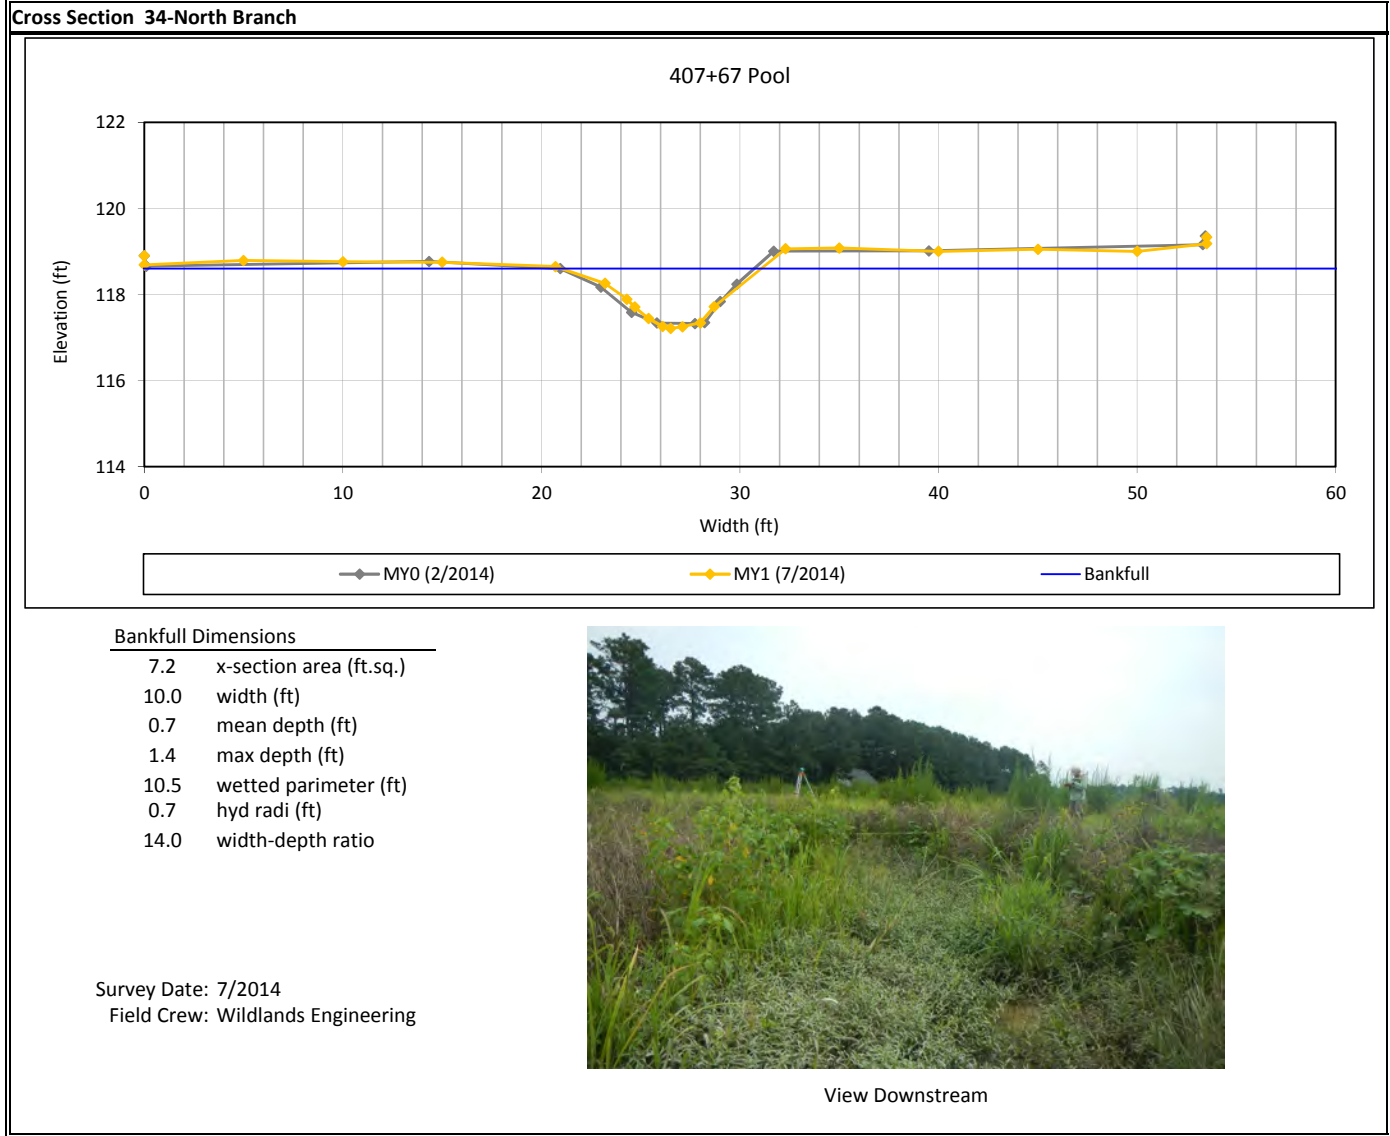 Cross Section 34-North Branch
407+67 Pool
122
120
118
116
114
Elevation (ft)
0 10 20 30 40 50 60
Width (ft)
MY0 (2/2014) MY1 (7/2014) Bankfull
Bankfull Dimensions
7.2 x-section area (ft.sq.)
10.0 width (ft)
0.7 mean depth (ft)
1.4 max depth (ft)
10.5 wetted parimeter (ft)
0.7 hyd radi (ft)
14.0 width-depth ratio
Survey Date: 7/2014
Field Crew: Wildlands Engineering
View Downstream